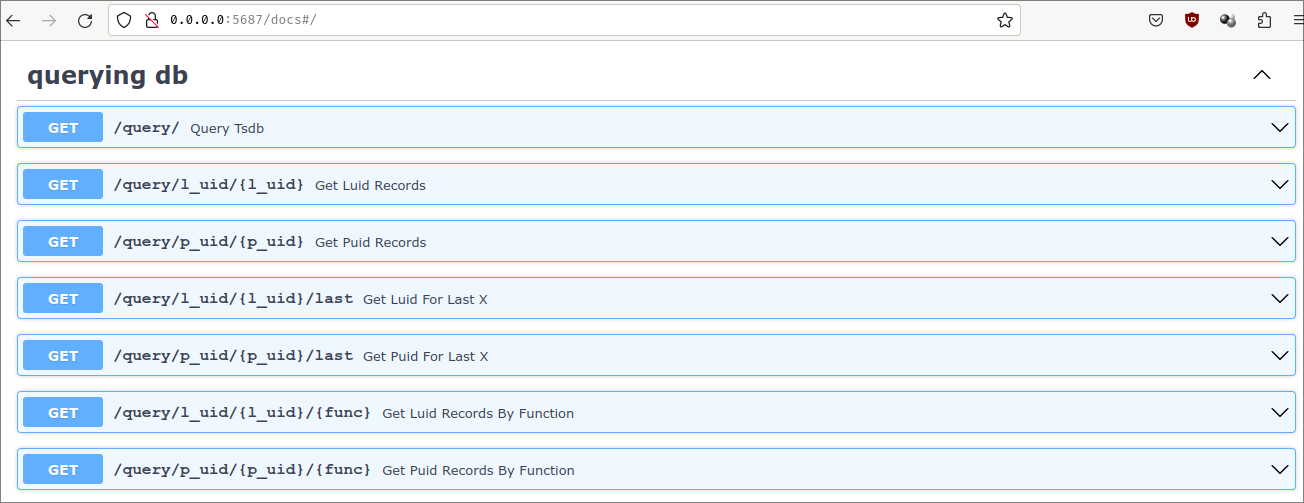 0.0.0.0:5687/docs#/
querying db
GET /query/ Query Tsdb
GET /query/l_uid/{l_uid} Get Luid Records
GET /query/p_uid/{p_uid} Get Puid Records
GET /query/l_uid/{l_uid}/last Get Luid For Last X
GET /query/p_uid/{p_uid}/last Get Puid For Last X
GET /query/l_uid/{l_uid}/{func} Get Luid Records By Function
GET /query/p_uid/{p_uid}/{func} Get Puid Records By Function